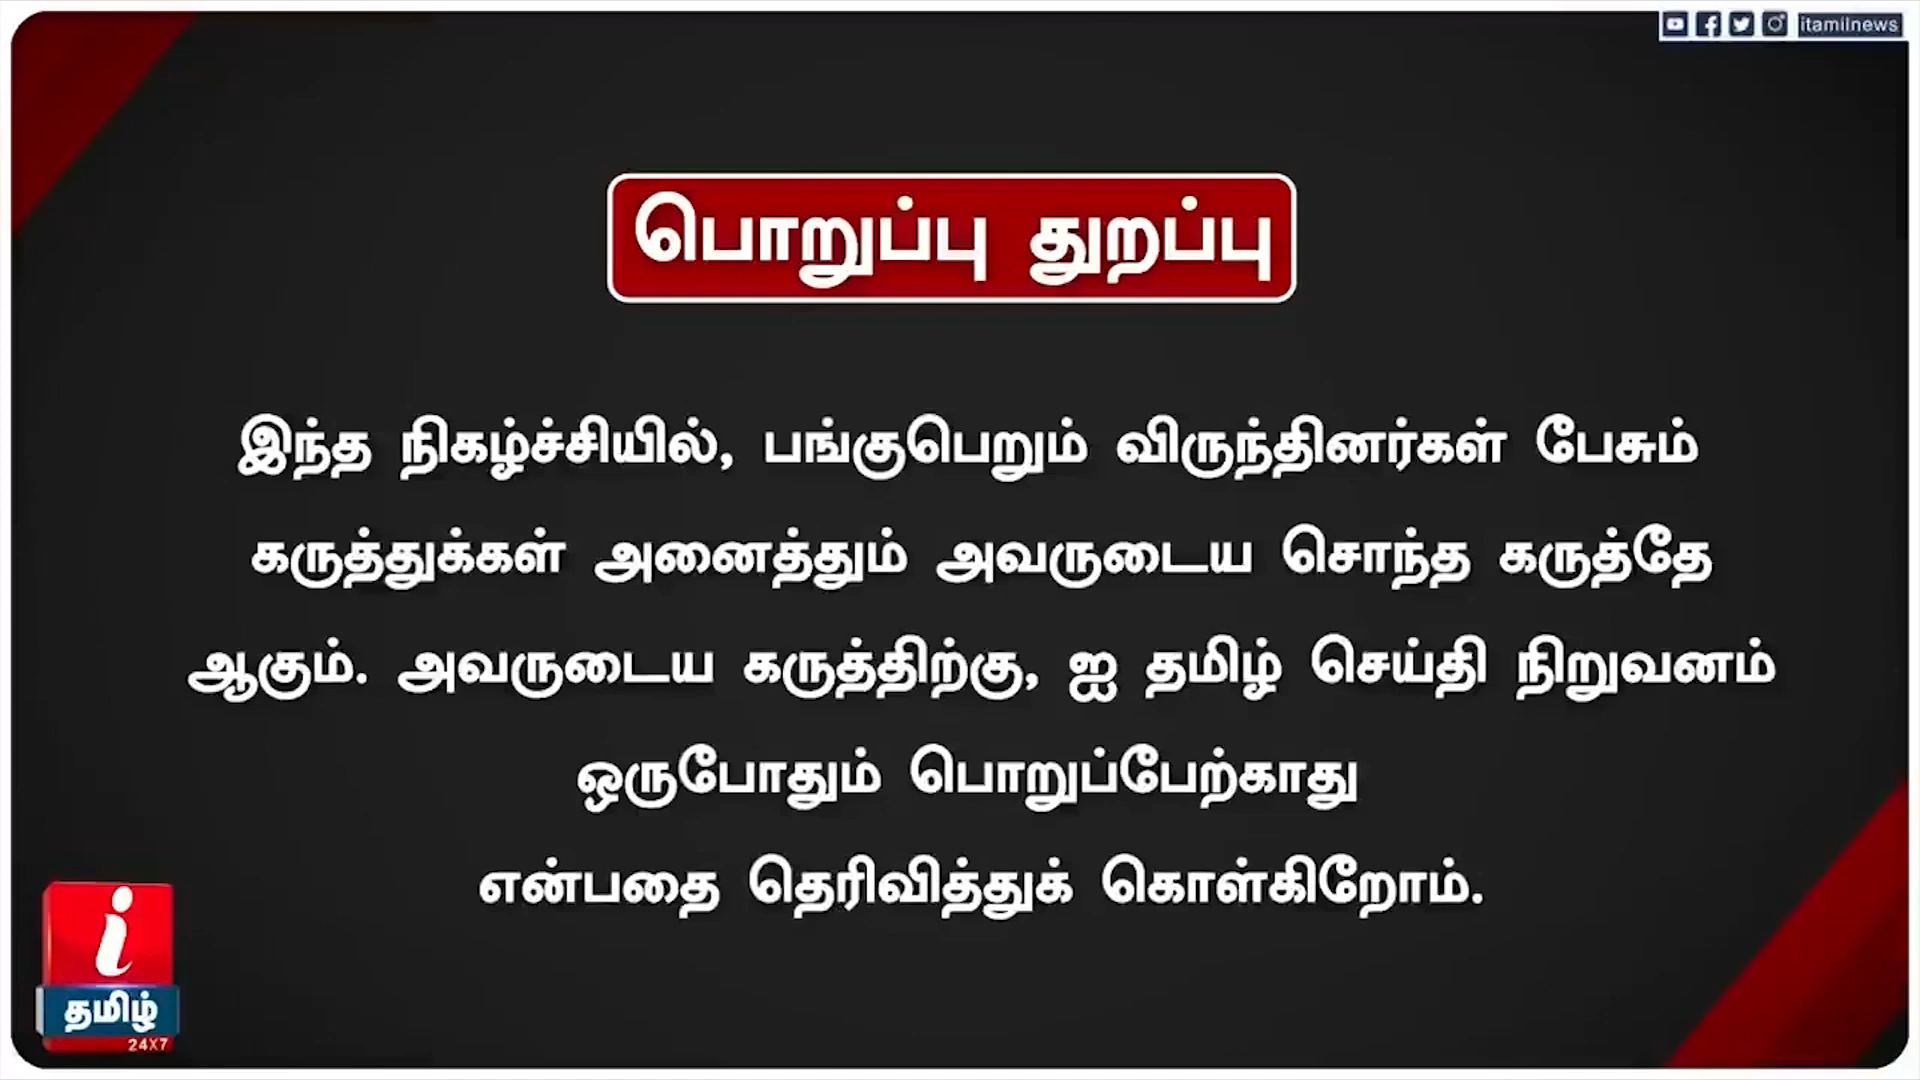 itamilnews
பொறுப்பு துறப்பு
இந்த நிகழ்ச்சியில், பங்குபெறும் விருந்தினர்கள் பேசும்
கருத்துக்கள் அனைத்தும் அவருடைய சொந்த கருத்தே
ஆகும். அவருடைய கருத்திற்கு, ஐ தமிழ் செய்தி நிறுவனம்
ஒருபோதும் பொறுப்பேற்காது
என்பதை தெரிவித்துக் கொள்கிறோம்.
i
தமிழ்
24X7